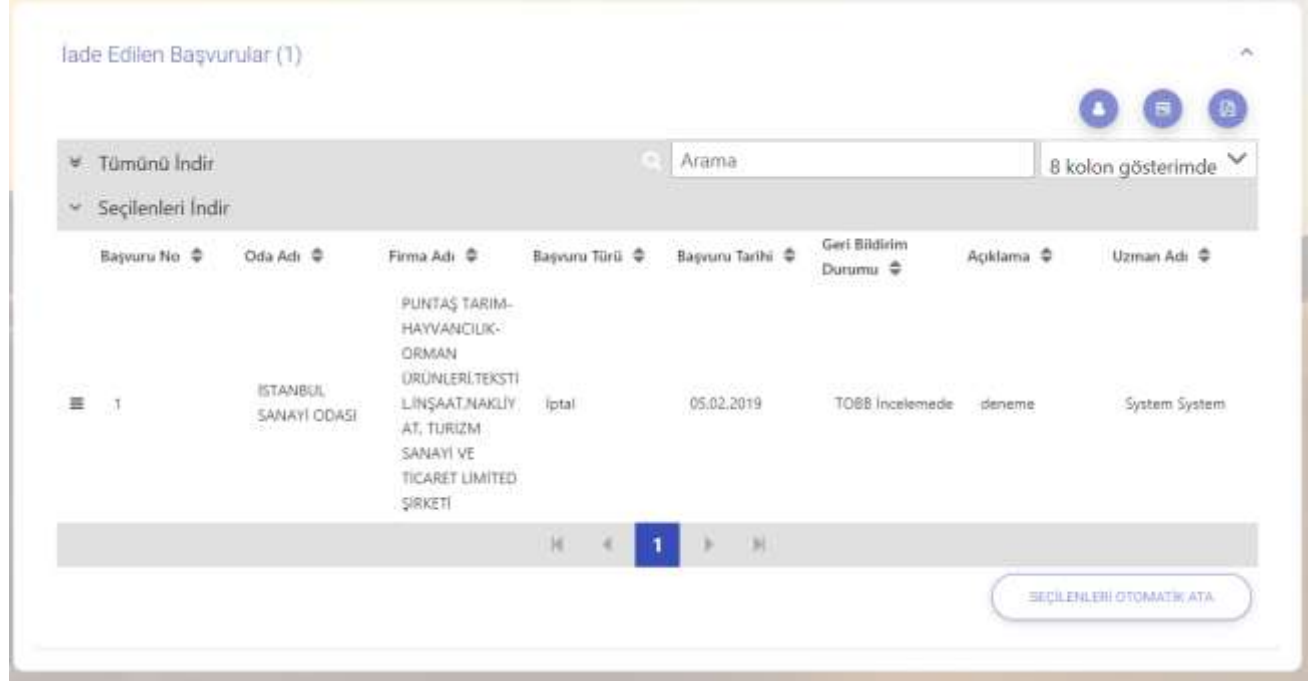 İade Edilen Başvurular (1)
Tümünü İndir
Arama
8 kolon gösterimde
Seçilenleri İndir
Başvuru No
Oda Adı
Firma Adı
Başvuru Türü
Başvuru Tarihi
Geri Bildirim
Durumu
Açıklama
Uzman Adı
1
İSTANBUL
SANAYİ ODASI
PUNTAŞ TARIM-
HAYVANCILIK-
ORMAN
ÜRÜNLERİ,TEKSTİ
L,İNŞAAT,NAKLİY
AT, TURİZM
SANAYİ VE
TİCARET LİMİTED
ŞİRKETİ
İptal
05.02.2019
TOBB İncelemede
deneme
System System
1
SEÇİLENLERİ OTOMATİK ATA